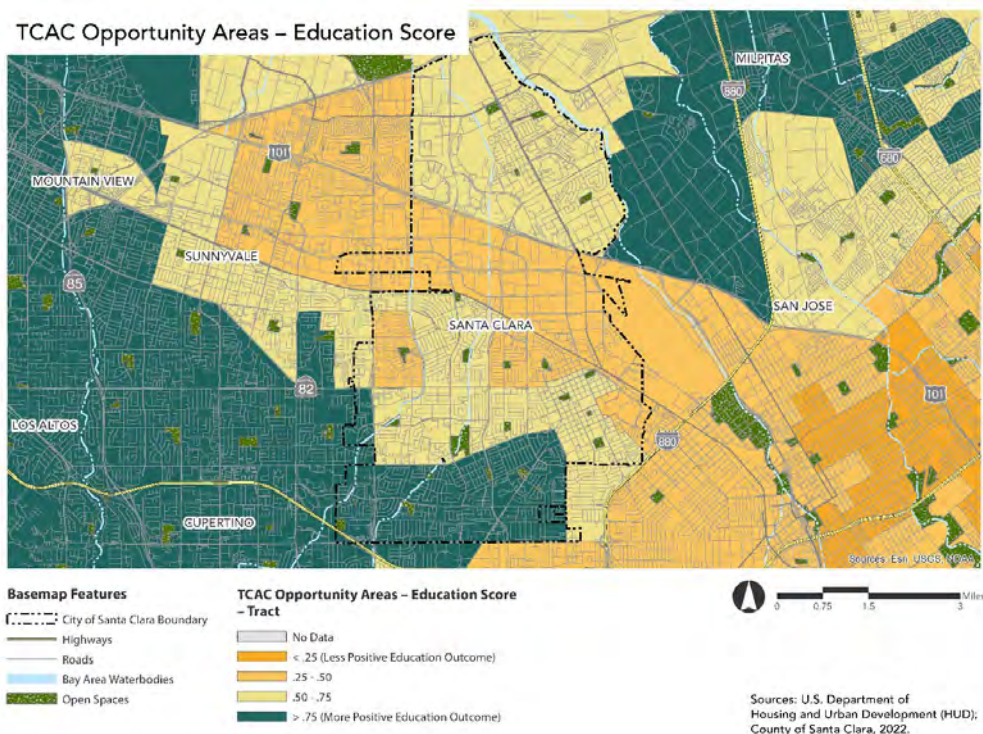 TCAC Opportunity Areas – Education Score
MILPITAS
880
680
101
MOUNTAIN VIEW
SUNNYVALE
85
SAN JOSE
SANTA CLARA
82
101
LOS ALTOS
880
CUPERTINO
Sources: Esri, USGS, NOAA
Basemap Features
City of Santa Clara Boundary
Highways
Roads
Bay Area Waterbodies
Open Spaces
TCAC Opportunity Areas – Education Score
– Tract
No Data
< .25 (Less Positive Education Outcome)
.25 - .50
.50 - .75
> .75 (More Positive Education Outcome)
0 0.75 1.5 3 Miles
Sources: U.S. Department of
Housing and Urban Development (HUD);
County of Santa Clara, 2022.